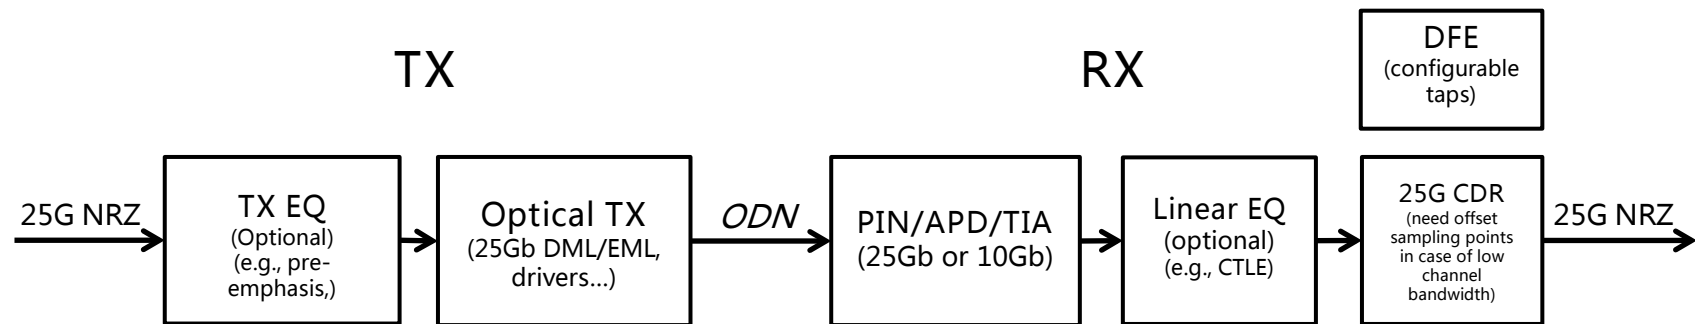 TX
RX
DFE
(configurable
taps)
25G NRZ
TX EQ
(Optional)
(e.g., pre-
emphasis,)
Optical TX
(25Gb DML/EML,
drivers...)
ODN
PIN/APD/TIA
(25Gb or 10Gb)
Linear EQ
(optional)
(e.g., CTLE)
25G CDR
(need offset
sampling points
in case of low
channel
bandwidth)
25G NRZ